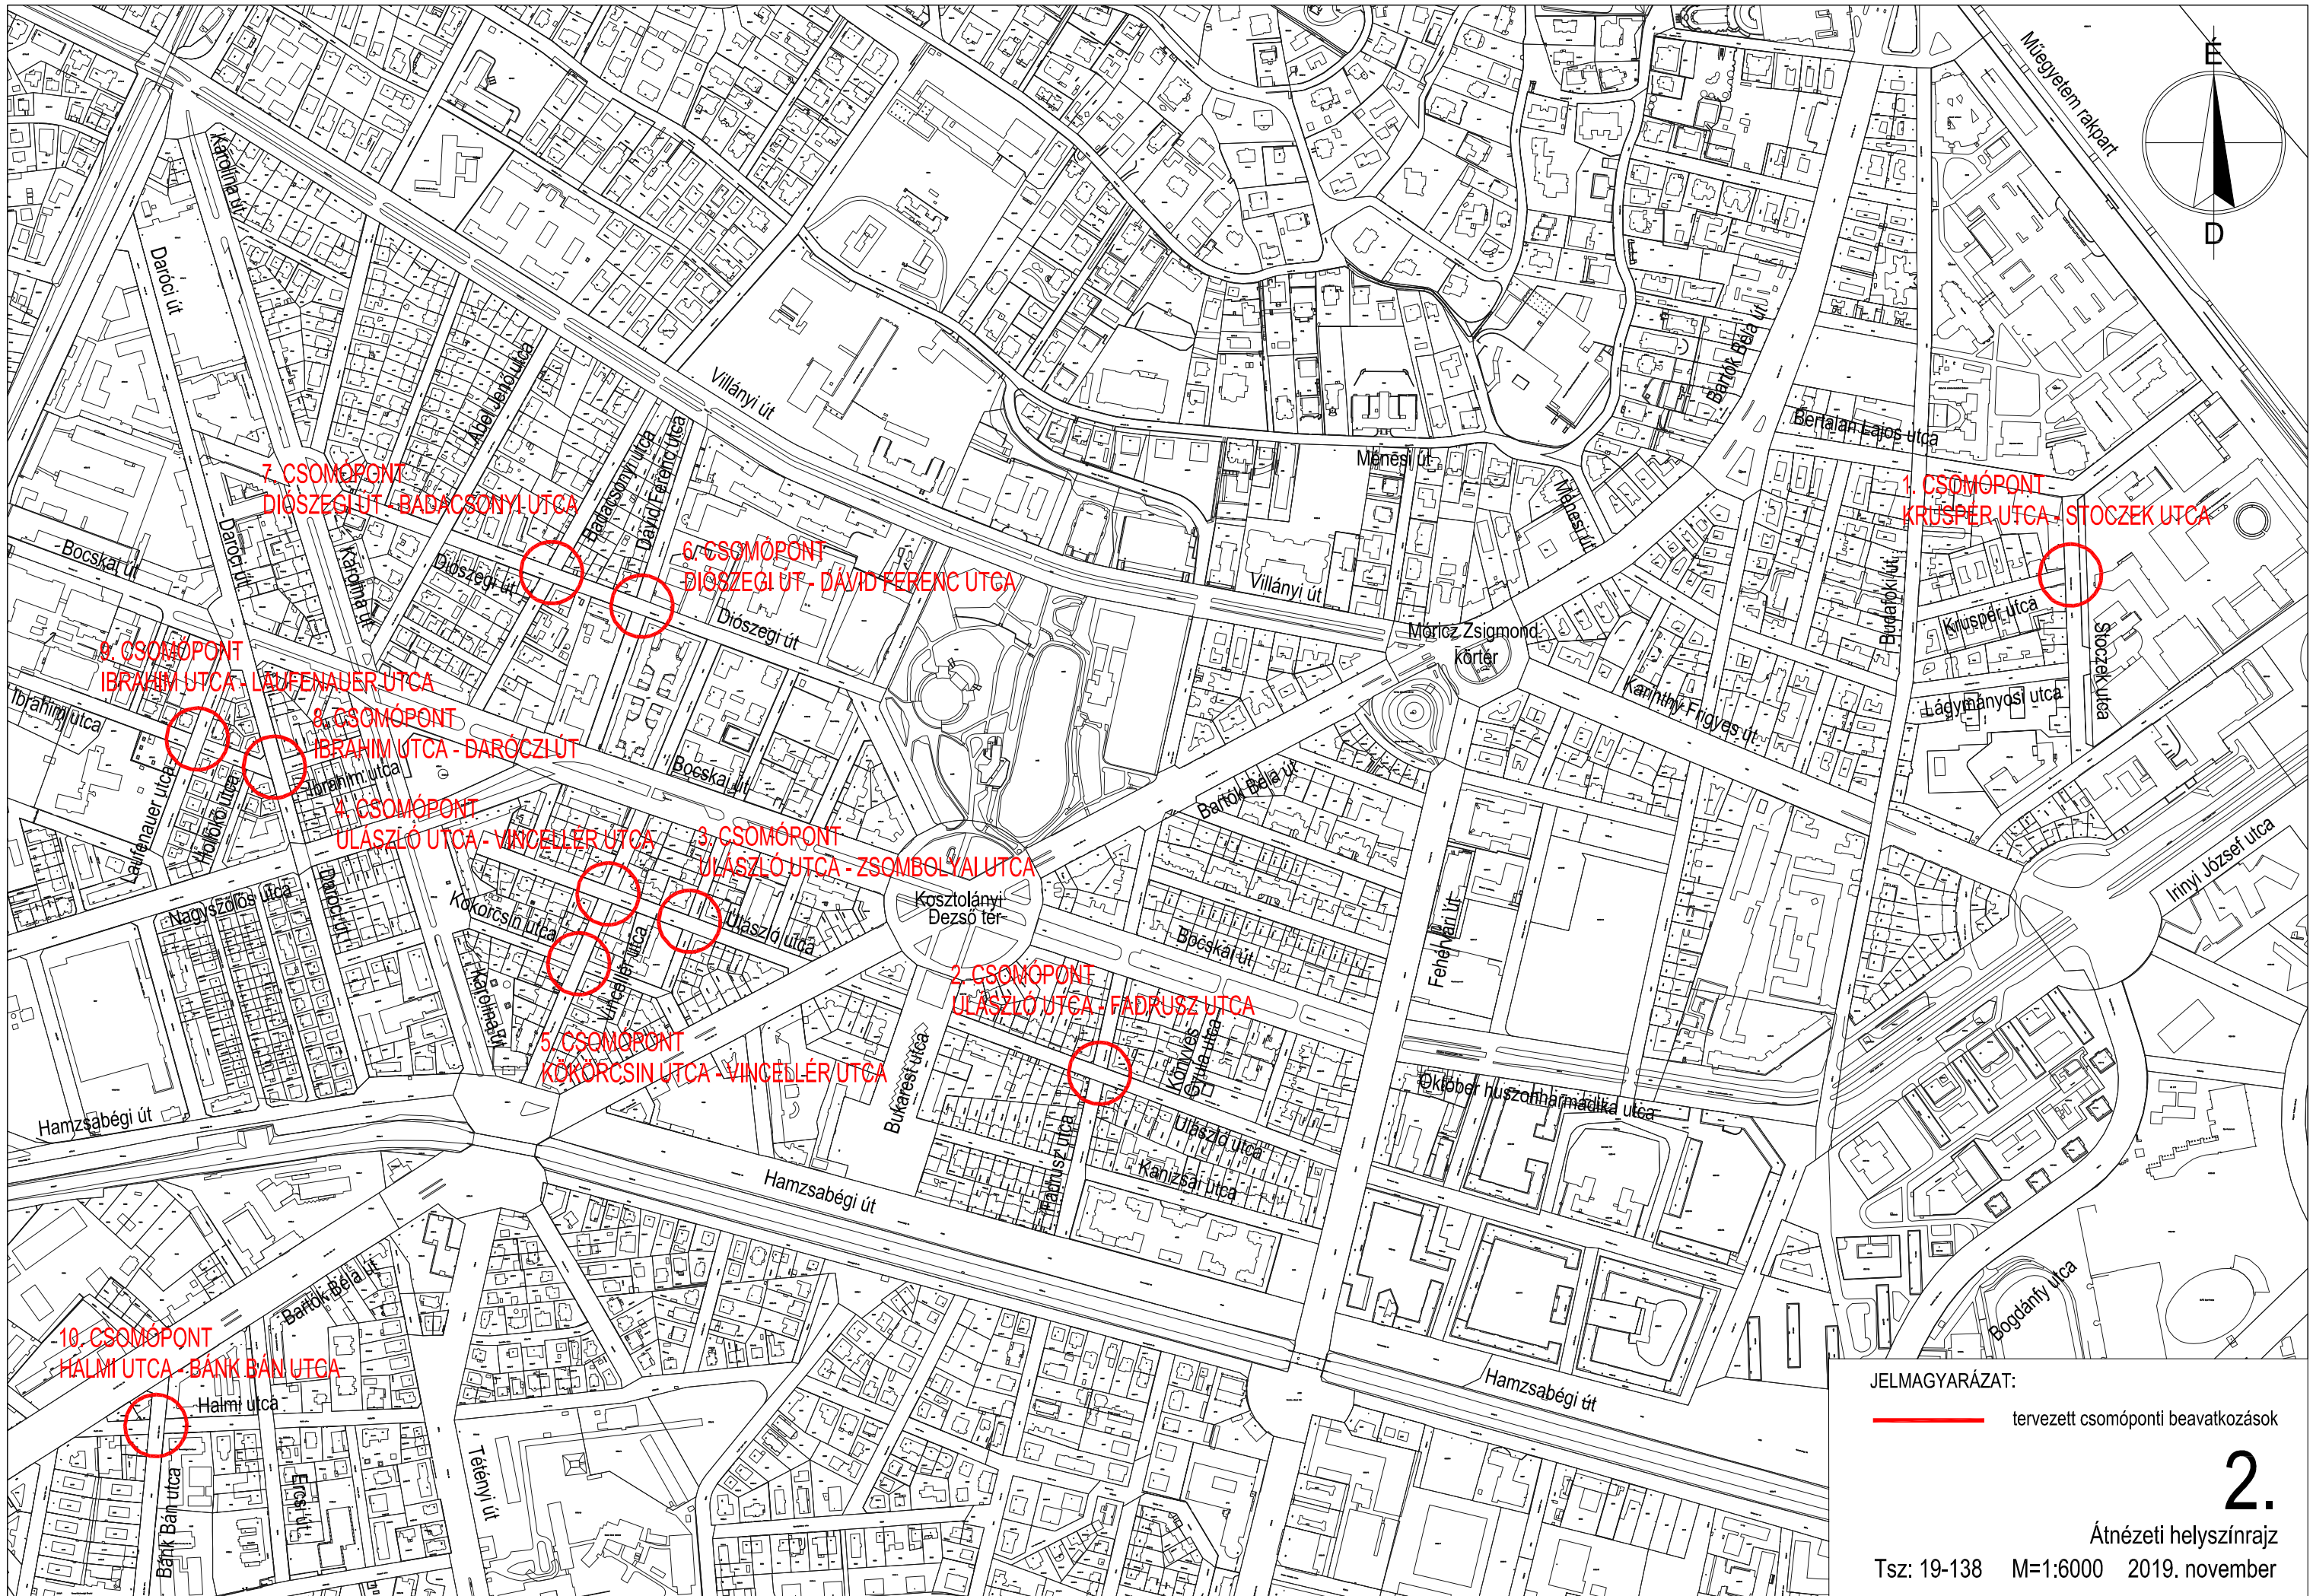 Műgyetem rakpart
É
D
Karolina út
Daróci út
Villányi út
Ábel Jenő utca
Badacsonyi utca
Dávid Ferenc utca
Bartók Béla út
Bertalan Lajos utca
Ménesi út
Ménesi út
7. CSOMÓPONT
DIÓSZEGI ÚT - BADACSONYI UTCA
1. CSOMÓPONT
KRUSPÉR UTCA - STOCZEK UTCA
Daróci út
Karolina út
Bocskai út
Diószegi út
6. CSOMÓPONT
DIÓSZEGI ÚT - DÁVID FERENC UTCA
Diószegi út
Villányi út
Móricz Zsigmond
körtér
Budafoki út
Kruspér utca
Stoczek utca
Lágymányosi utca
Karinthy Frigyes út
9. CSOMÓPONT
IBRAHIM UTCA - LAUFENAUER UTCA
Ibrahim utca
8. CSOMÓPONT
IBRAHIM UTCA - DARÓCZI ÚT
Ibrahim utca
Laufenauer utca
Hollókő utca
Bocskai út
Bartók Béla út
4. CSOMÓPONT
ULÁSZLÓ UTCA - VINCELLÉR UTCA
3. CSOMÓPONT
ULÁSZLÓ UTCA - ZSOMBOLYAI UTCA
Kosztolányi
Dezső tér
Irinyi József utca
Nagyszőlős utca
Daróci út
Kökörcsin utca
Ulászló utca
Vincellér utca
Karolina út
Bocskai út
Fehérvári út
2. CSOMÓPONT
ULÁSZLÓ UTCA - FADRUSZ UTCA
5. CSOMÓPONT
KÖKÖRCSIN UTCA - VINCELLÉR UTCA
Bukarest utca
Könyves
Gyula utca
Október huszonharmadika utca
Hamzsabégi út
Ulászló utca
Kanizsai utca
Fadrusz utca
Hamzsabégi út
Bartók Béla út
Bogdánfy utca
10. CSOMÓPONT
HALMI UTCA - BÁNK BÁN UTCA
Halmi utca
Hamzsabégi út
Bánk Bán utca
Ercsi út
Tétényi út
JELMAGYARÁZAT:
tervezett csomóponti beavatkozások
2.
Átnézeti helyszínrajz
Tsz: 19-138 M=1:6000 2019. november